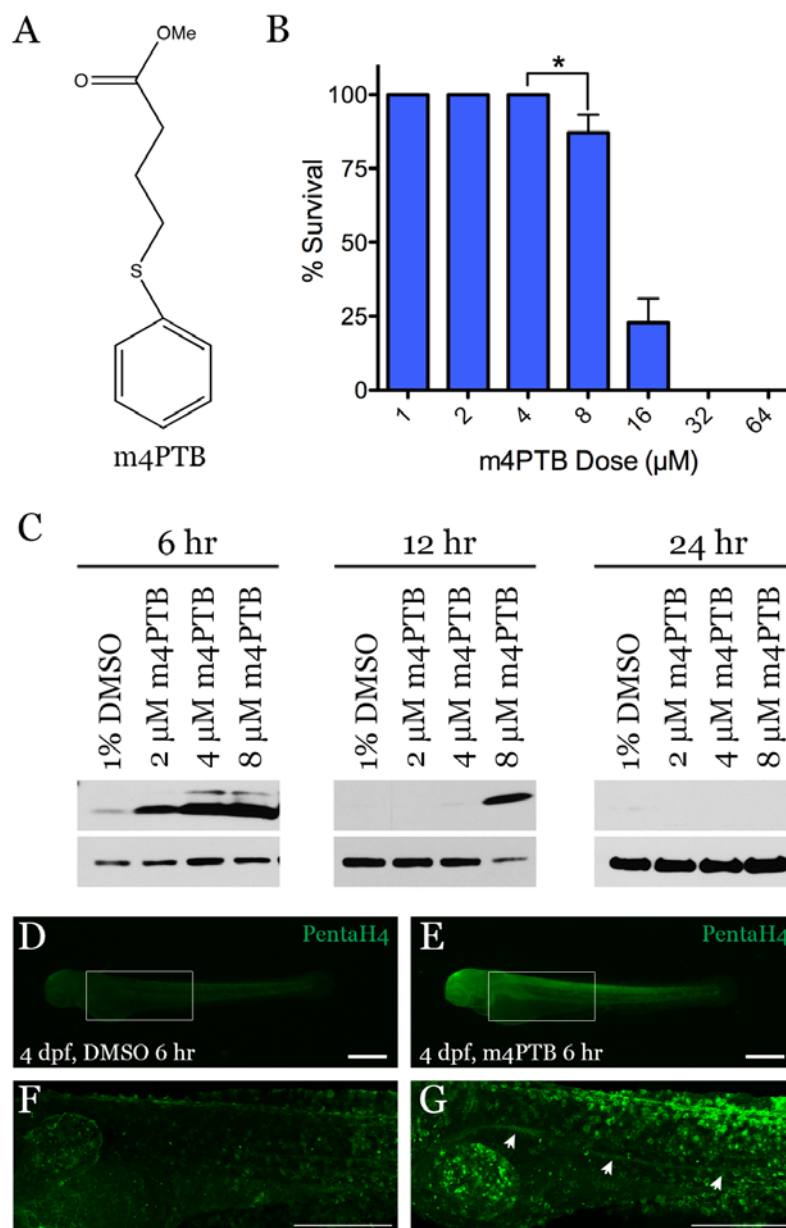 A
OMe
O
S
m4PTB
B
*
100
75
50
25
0
% Survival
1 2 4 8 16 32 64
m4PTB Dose (µM)
C
6 hr 12 hr 24 hr
1% DMSO 2 µM m4PTB 4 µM m4PTB 8 µM m4PTB 1% DMSO 2 µM m4PTB 4 µM m4PTB 8 µM m4PTB 1% DMSO 2 µM m4PTB 4 µM m4PTB 8 µM m4PTB
D PentaH4 E PentaH4
4 dpf, DMSO 6 hr 4 dpf, m4PTB 6 hr
F G